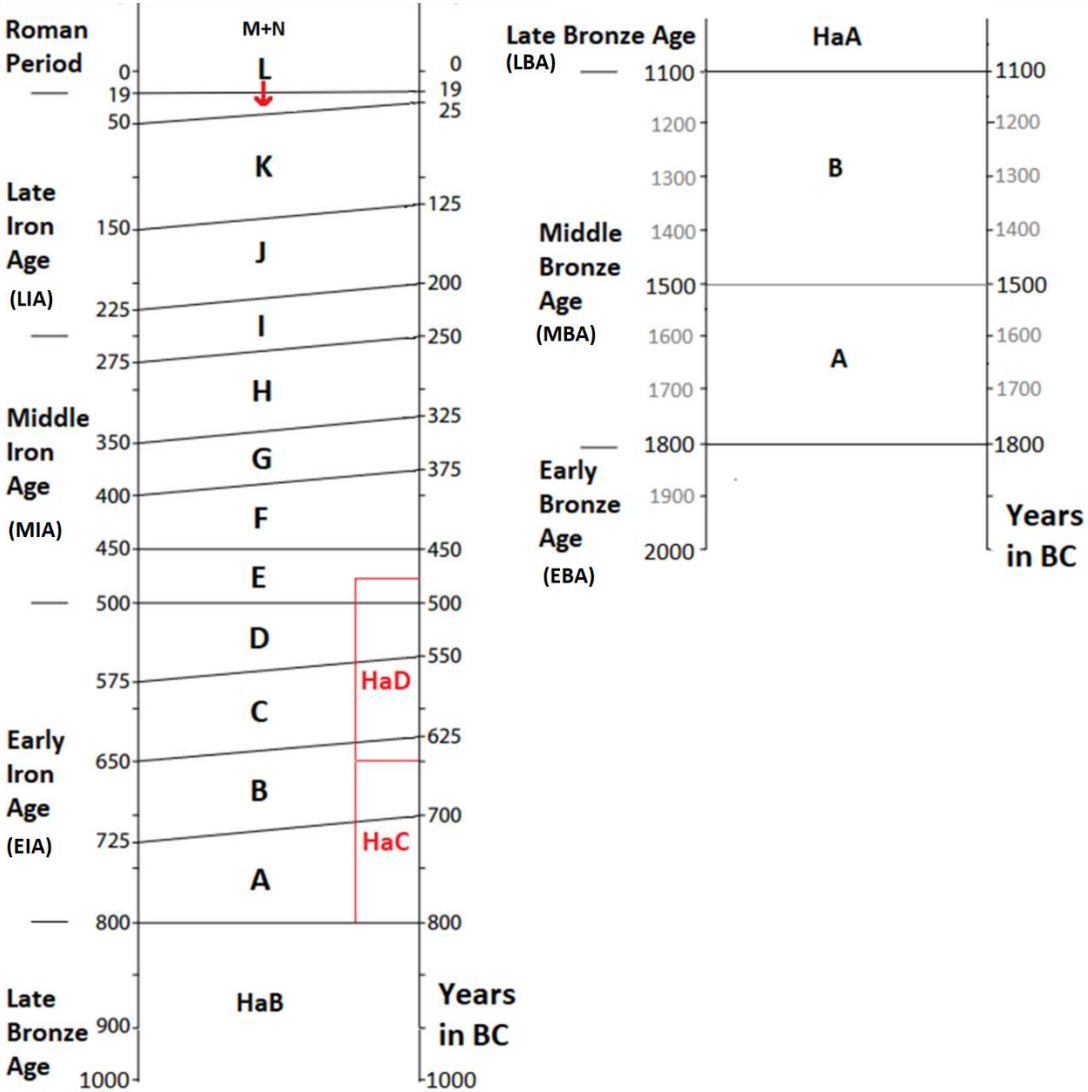 Roman
Period
M+N
0
L
0
19
19
25
50
K
Late
Iron
Age
(LIA)
125
150
J
200
225
I
250
275
H
Middle
Iron
Age
(MIA)
325
350
G
375
400
F
450
450
E
500
500
D
550
575
HaD
C
Early
Iron
Age
(EIA)
625
650
B
700
725
HaC
A
800
800
Late
Bronze
Age
HaB
900
Years
in BC
1000
1000
Late Bronze Age
(LBA)
HaA
1100
1100
1200
1200
B
1300
1300
1400
1400
Middle
Bronze
Age
(MBA)
1500
1500
1600
1600
A
1700
1700
1800
1800
Early
Bronze
Age
(EBA)
1900
2000
Years
in BC